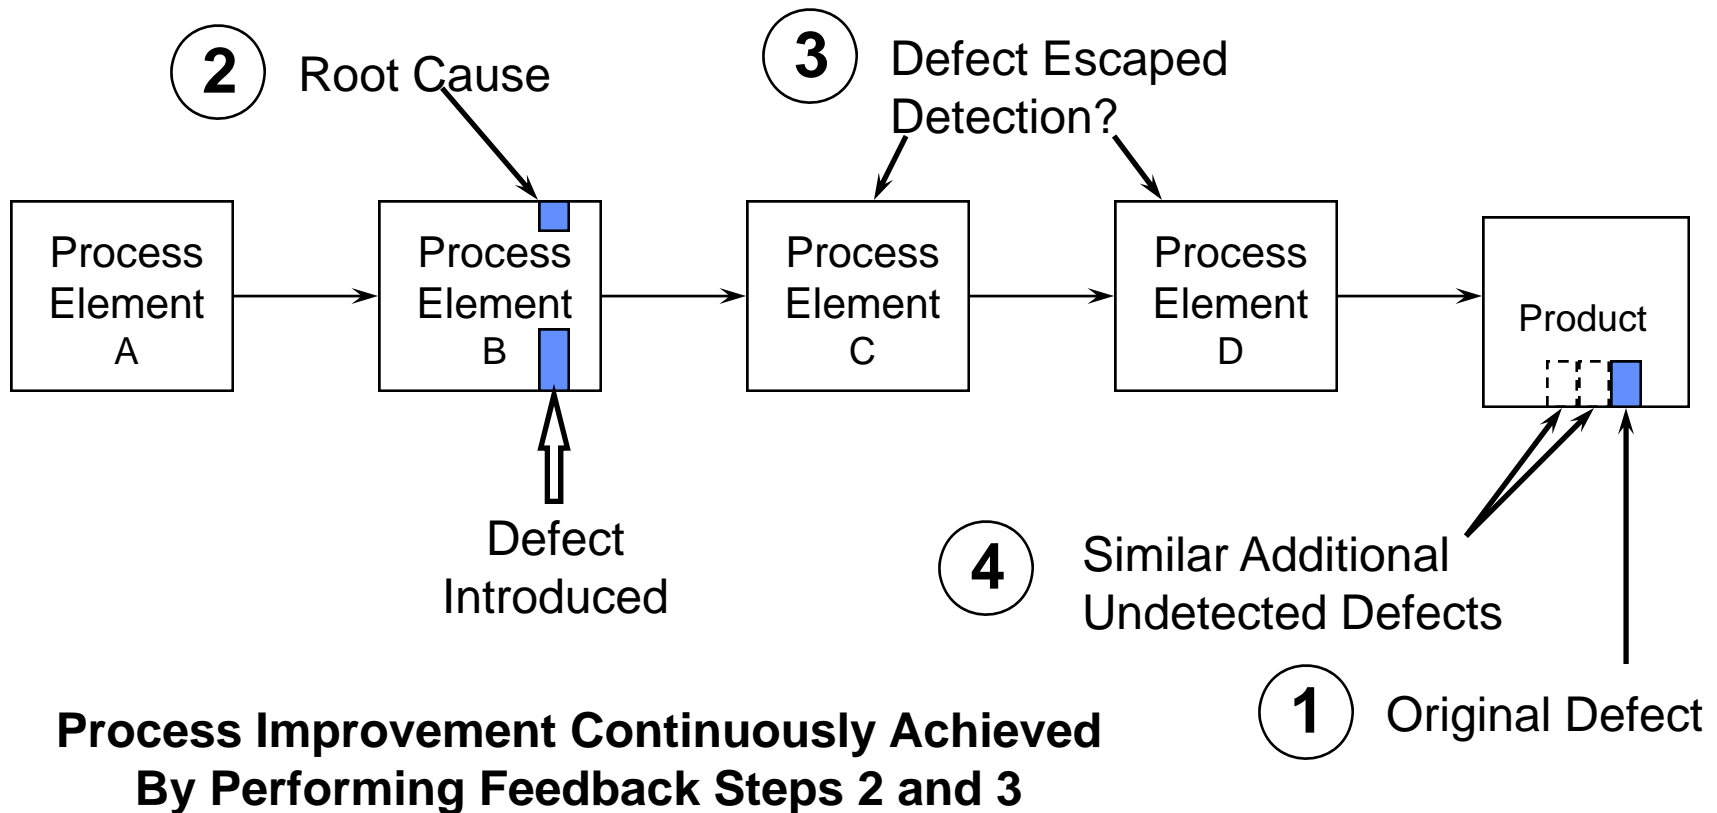 2 Root Cause
3 Defect Escaped
Detection?
Process
Element
A
Process
Element
B
Process
Element
C
Process
Element
D
Product
Defect
Introduced
4 Similar Additional
Undetected Defects
1 Original Defect
Process Improvement Continuously Achieved
By Performing Feedback Steps 2 and 3